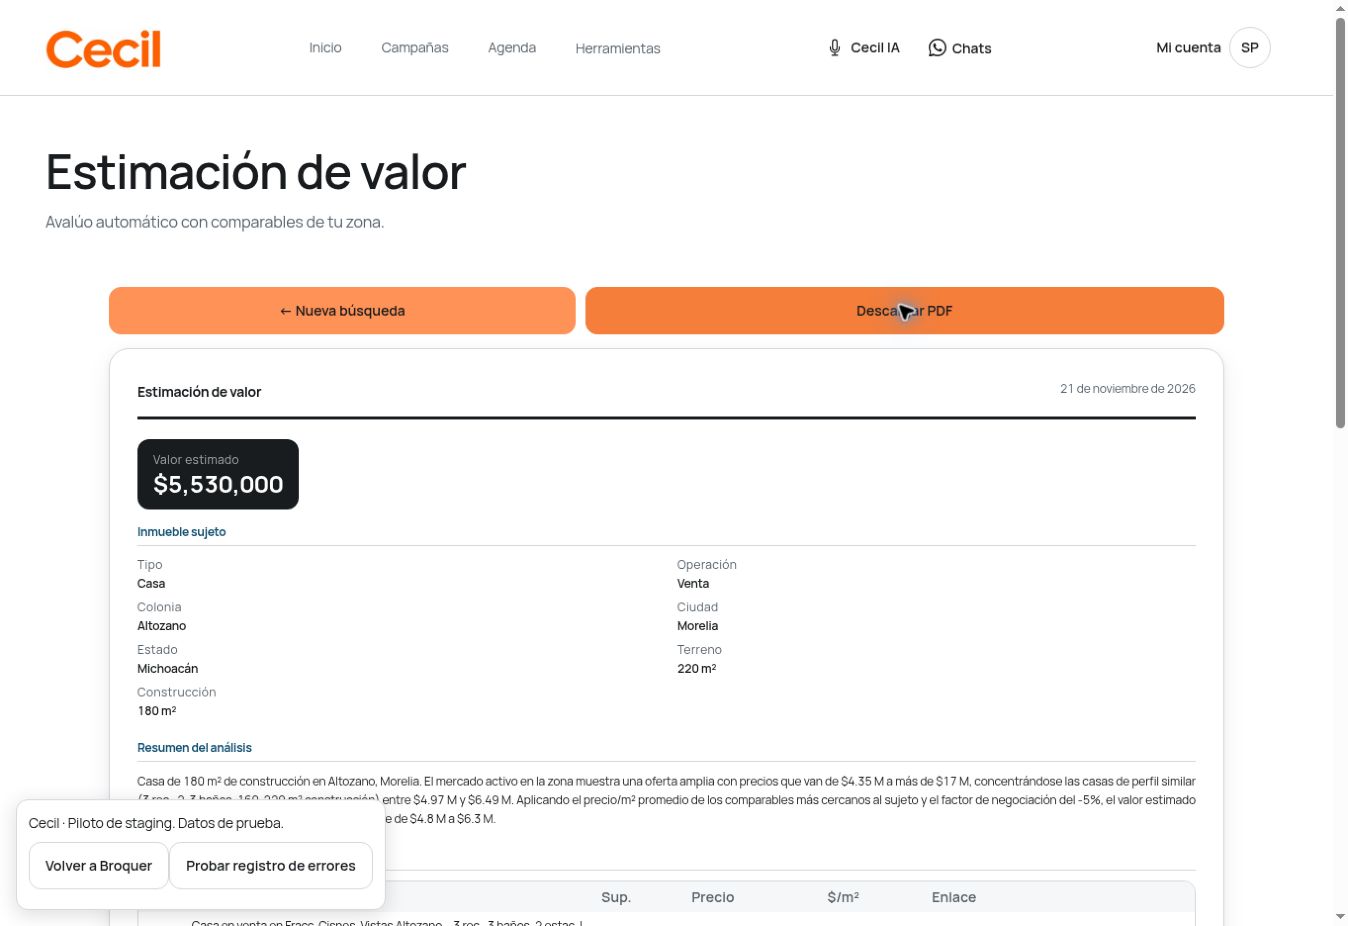 Cecil
Inicio
Campañas
Agenda
Herramientas
Cecil IA
Chats
Mi cuenta
SP
Estimación de valor
Avalúo automático con comparables de tu zona.
← Nueva búsqueda
PDF
Estimación de valor
21 de noviembre de 2026
Valor estimado
$5,530,000
Inmueble sujeto
Tipo
Casa
Operación
Venta
Colonia
Altozano
Ciudad
Morelia
Estado
Michoacán
Terreno
220 m²
Construcción
180 m²
Resumen del análisis
Casa de 180 m² de construcción en Altozano, Morelia. El mercado activo en la zona muestra una oferta amplia con precios que van de $4.35 M a más de $17 M, concentrándose las casas de perfil similar
entre $4.97 M y $6.49 M. Aplicando el precio/m² promedio de los comparables más cercanos al sujeto y el factor de negociación del -5%, el valor estimado
de $4.8 M a $6.3 M.
Cecil · Piloto de staging. Datos de prueba.
Volver a Broquer
Probar registro de errores
Sup.
Precio
$/m²
Enlace